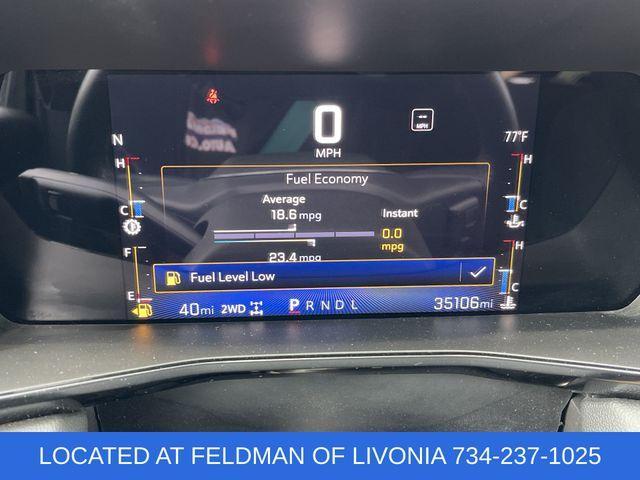 0
MPH
-- MPH
N
77°F
H
H
Fuel Economy
Average
18.6 mpg
Instant
0.0
mpg
C
C
F
H
23.4 mpg
Fuel Level Low
E
40mi 2WD P R N D L 35106mi
LOCATED AT FELDMAN OF LIVONIA 734-237-1025